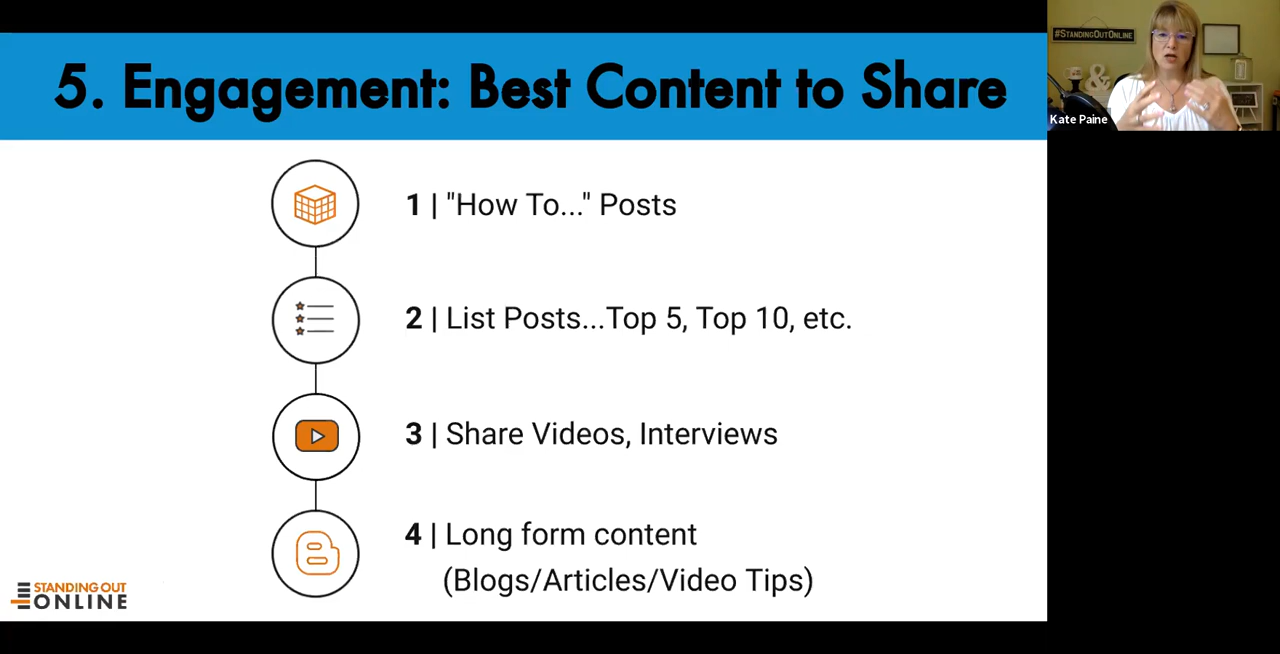 5. Engagement: Best Content to Share
#STANDINGOUTONLINE
&
Kate Paine
1 | "How To..." Posts
2 | List Posts...Top 5, Top 10, etc.
3 | Share Videos, Interviews
4 | Long form content
(Blogs/Articles/Video Tips)
STANDING OUT
ONLINE